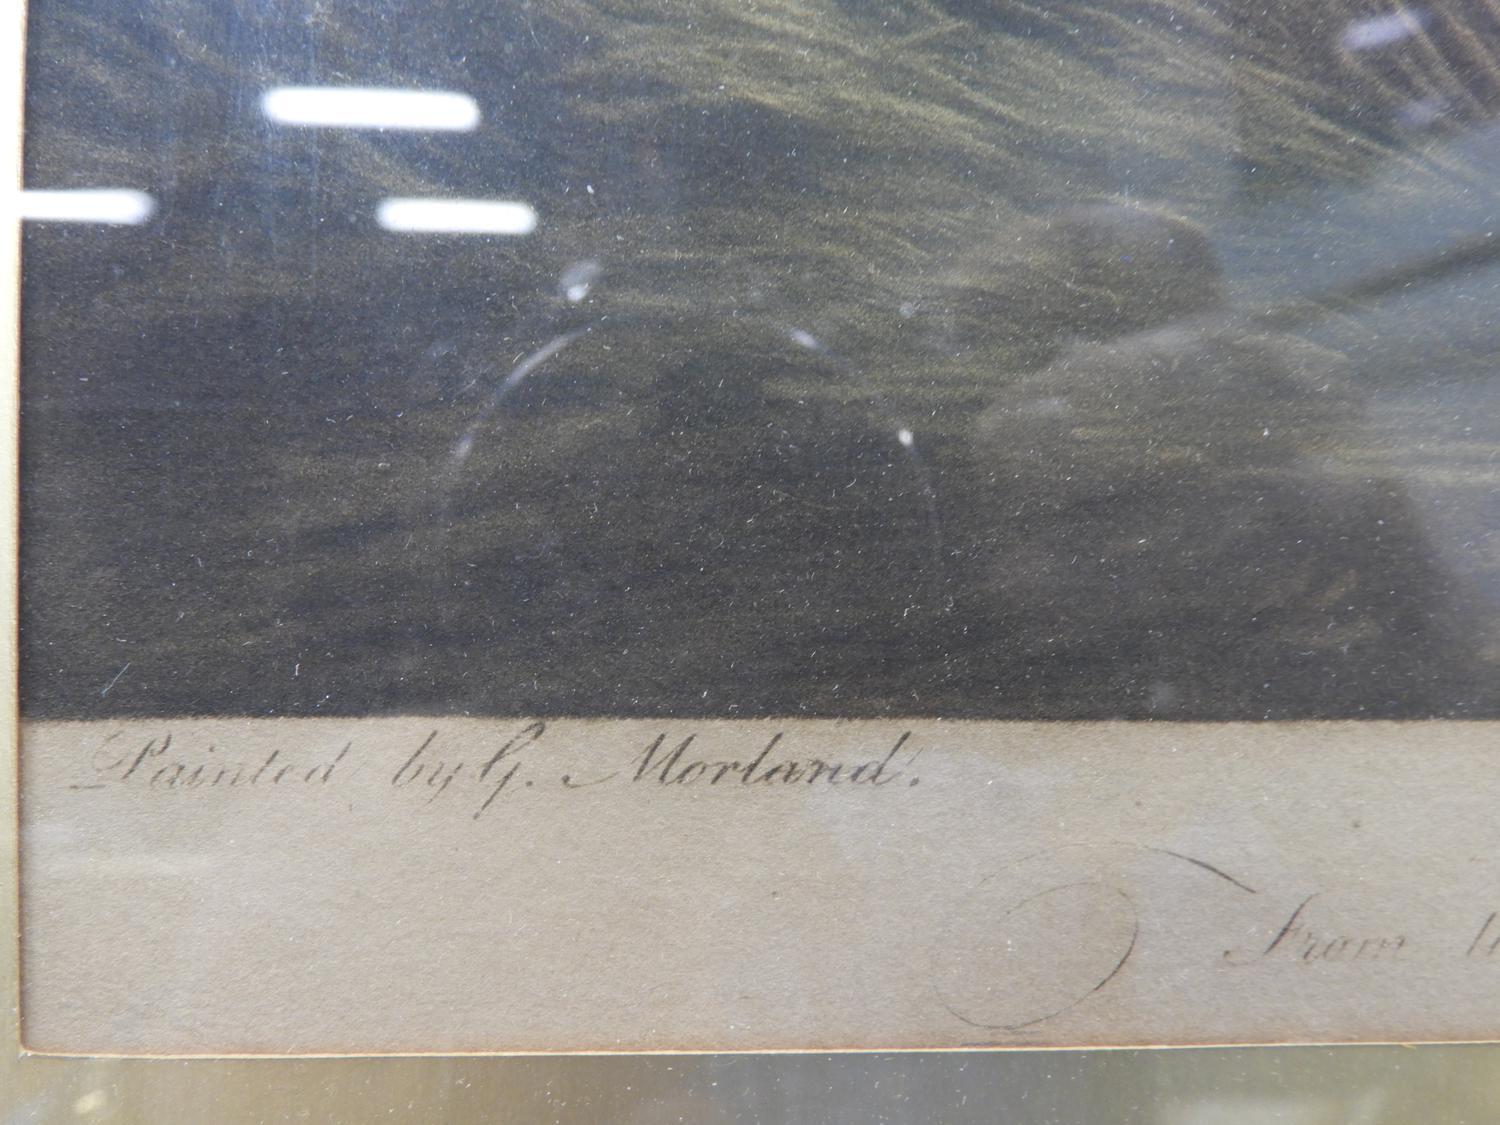 Painted by G. Morland.
From